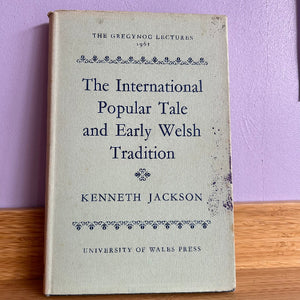 THE GREGYNOG LECTURES
1961
The International
Popular Tale
and Early Welsh
Tradition
KENNETH JACKSON
UNIVERSITY OF WALES PRESS